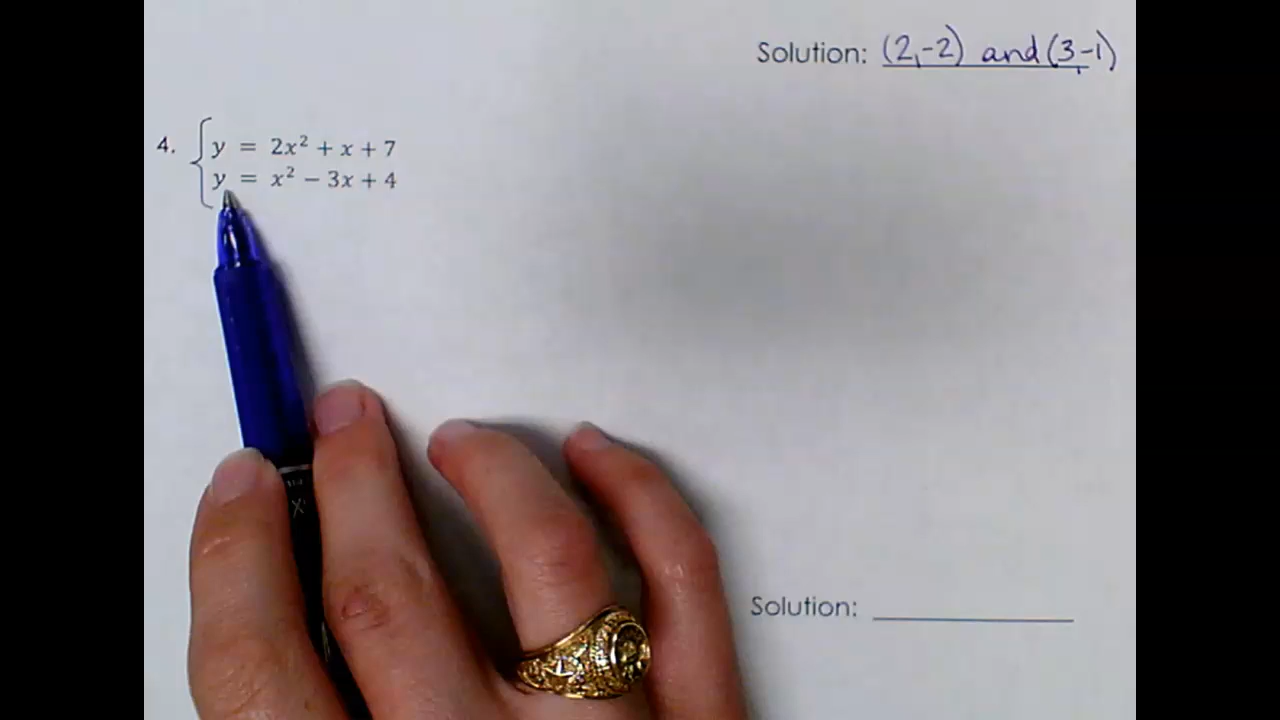 Solution: (2,-2) and (3,-1)
4. y = 2x² + x + 7
y = x² − 3x + 4
Solution: